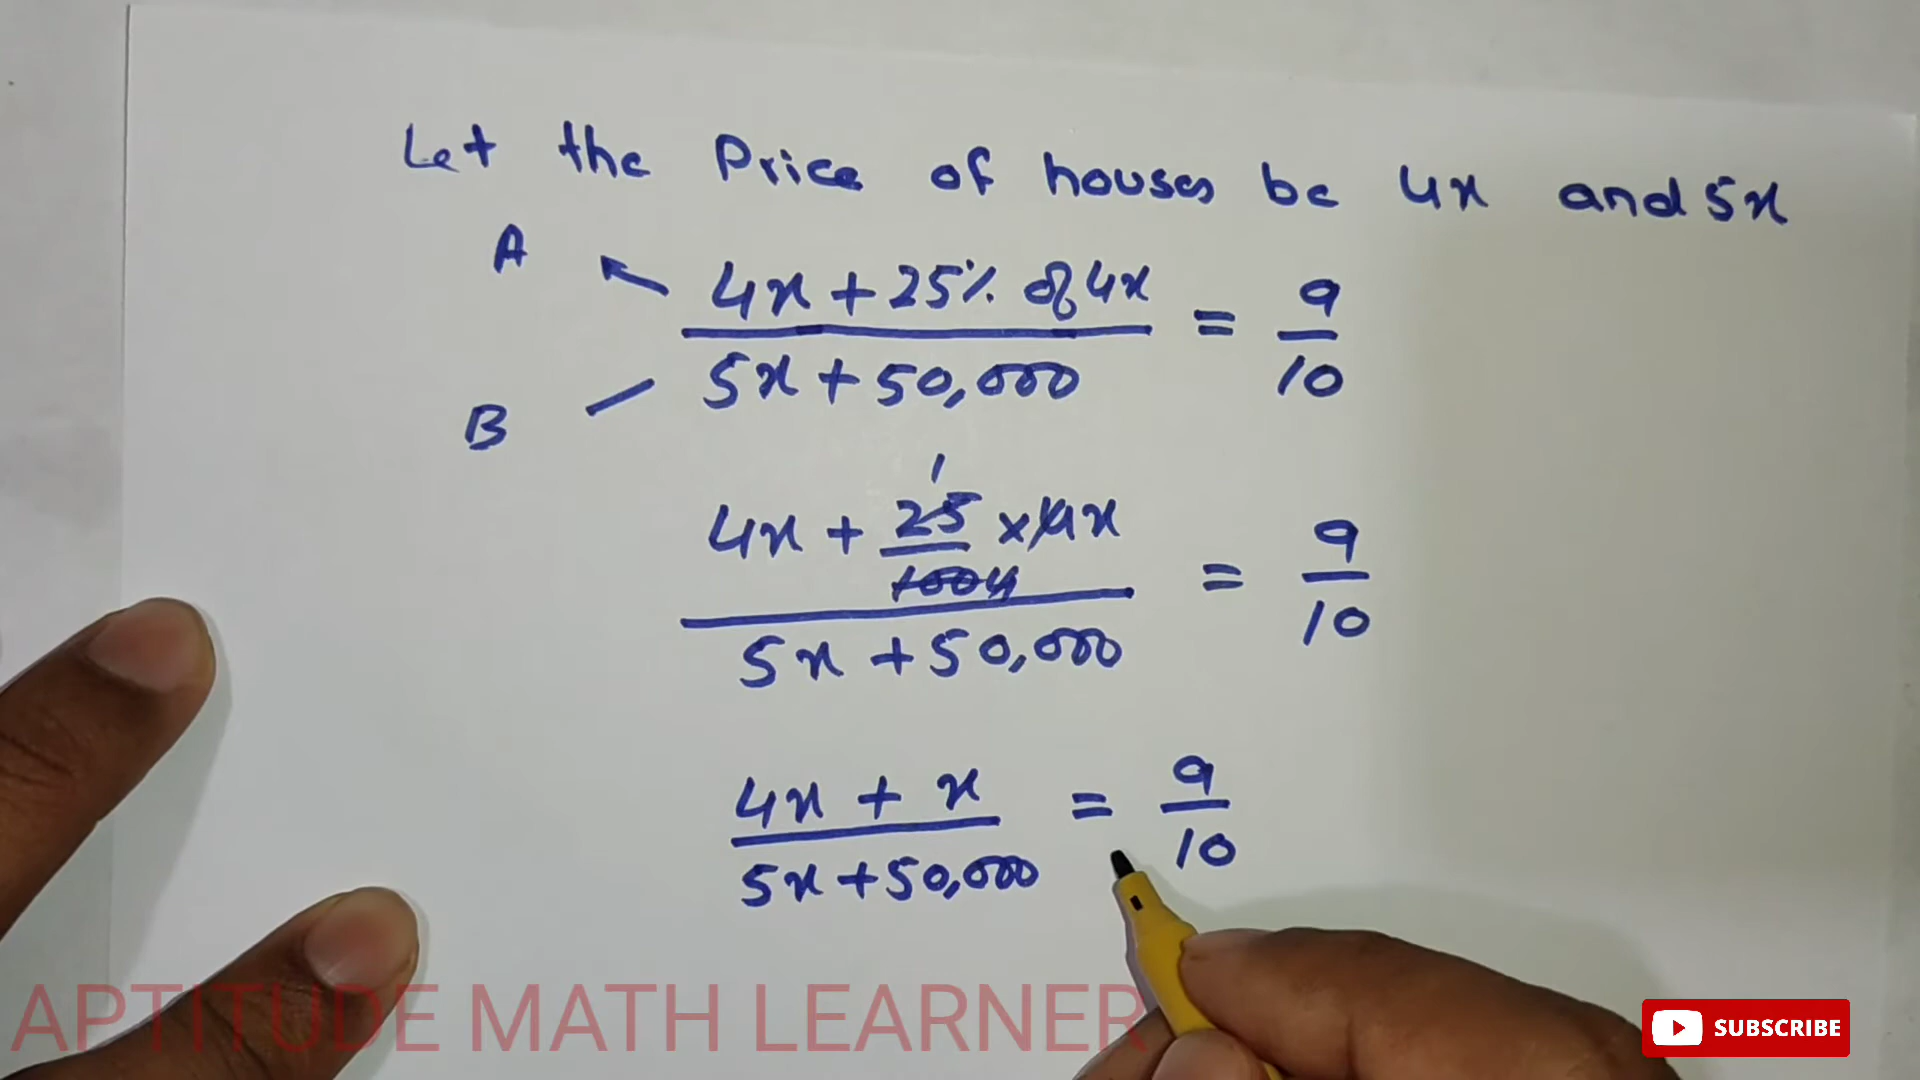 Let the Price of houses be 4x and 5x
A
4x + 25% of 4x
5x + 50,000
= 9/10
B
1
4x + 25/100 4 × 4x
5x + 50,000
= 9/10
4x + x
5x + 50,000
= 9/10
APTITUDE MATH LEARNER
SUBSCRIBE